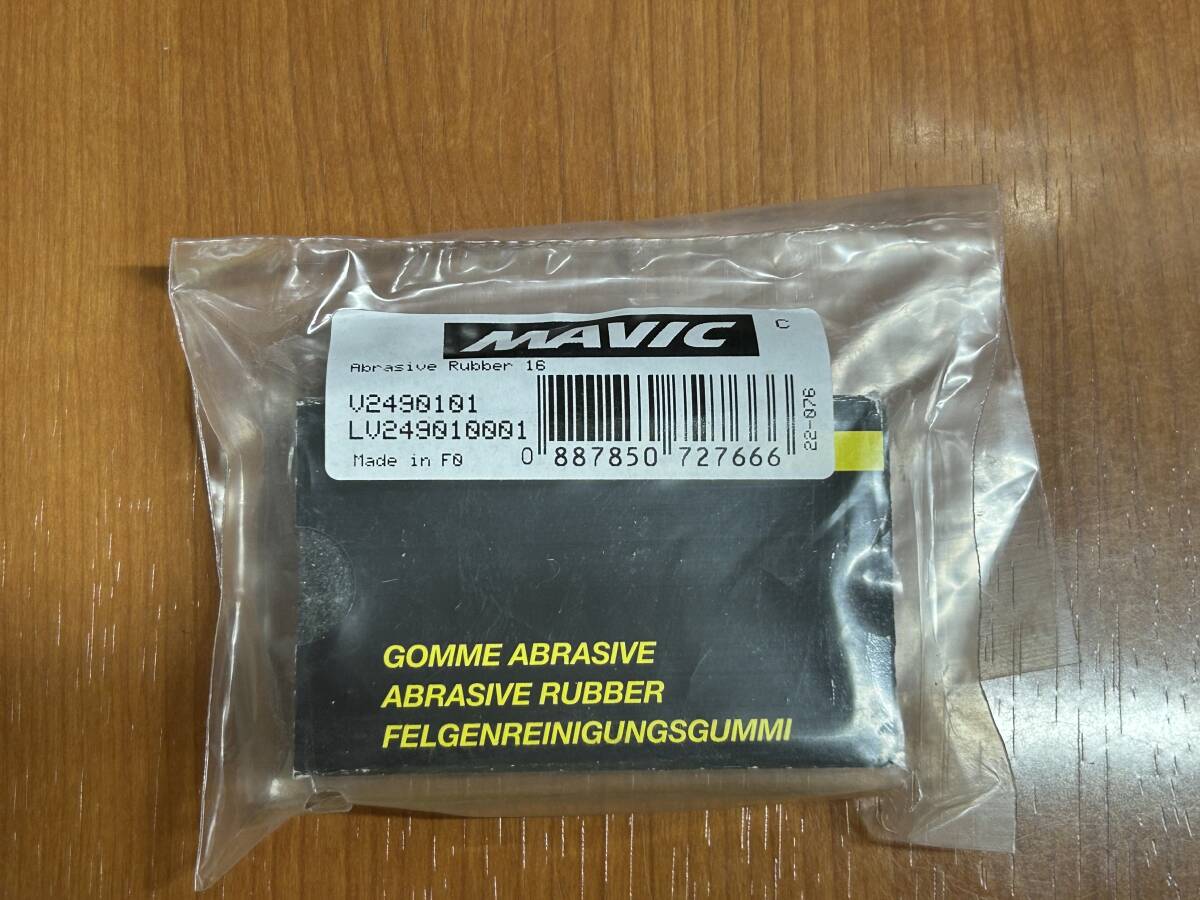 MAVIC
C
Abrasive Rubber 16
V2490101
LV249010001
Made in F0
0 887850 727666
22-076
GOMME ABRASIVE
ABRASIVE RUBBER
FELGENREINIGUNGSGUMMI